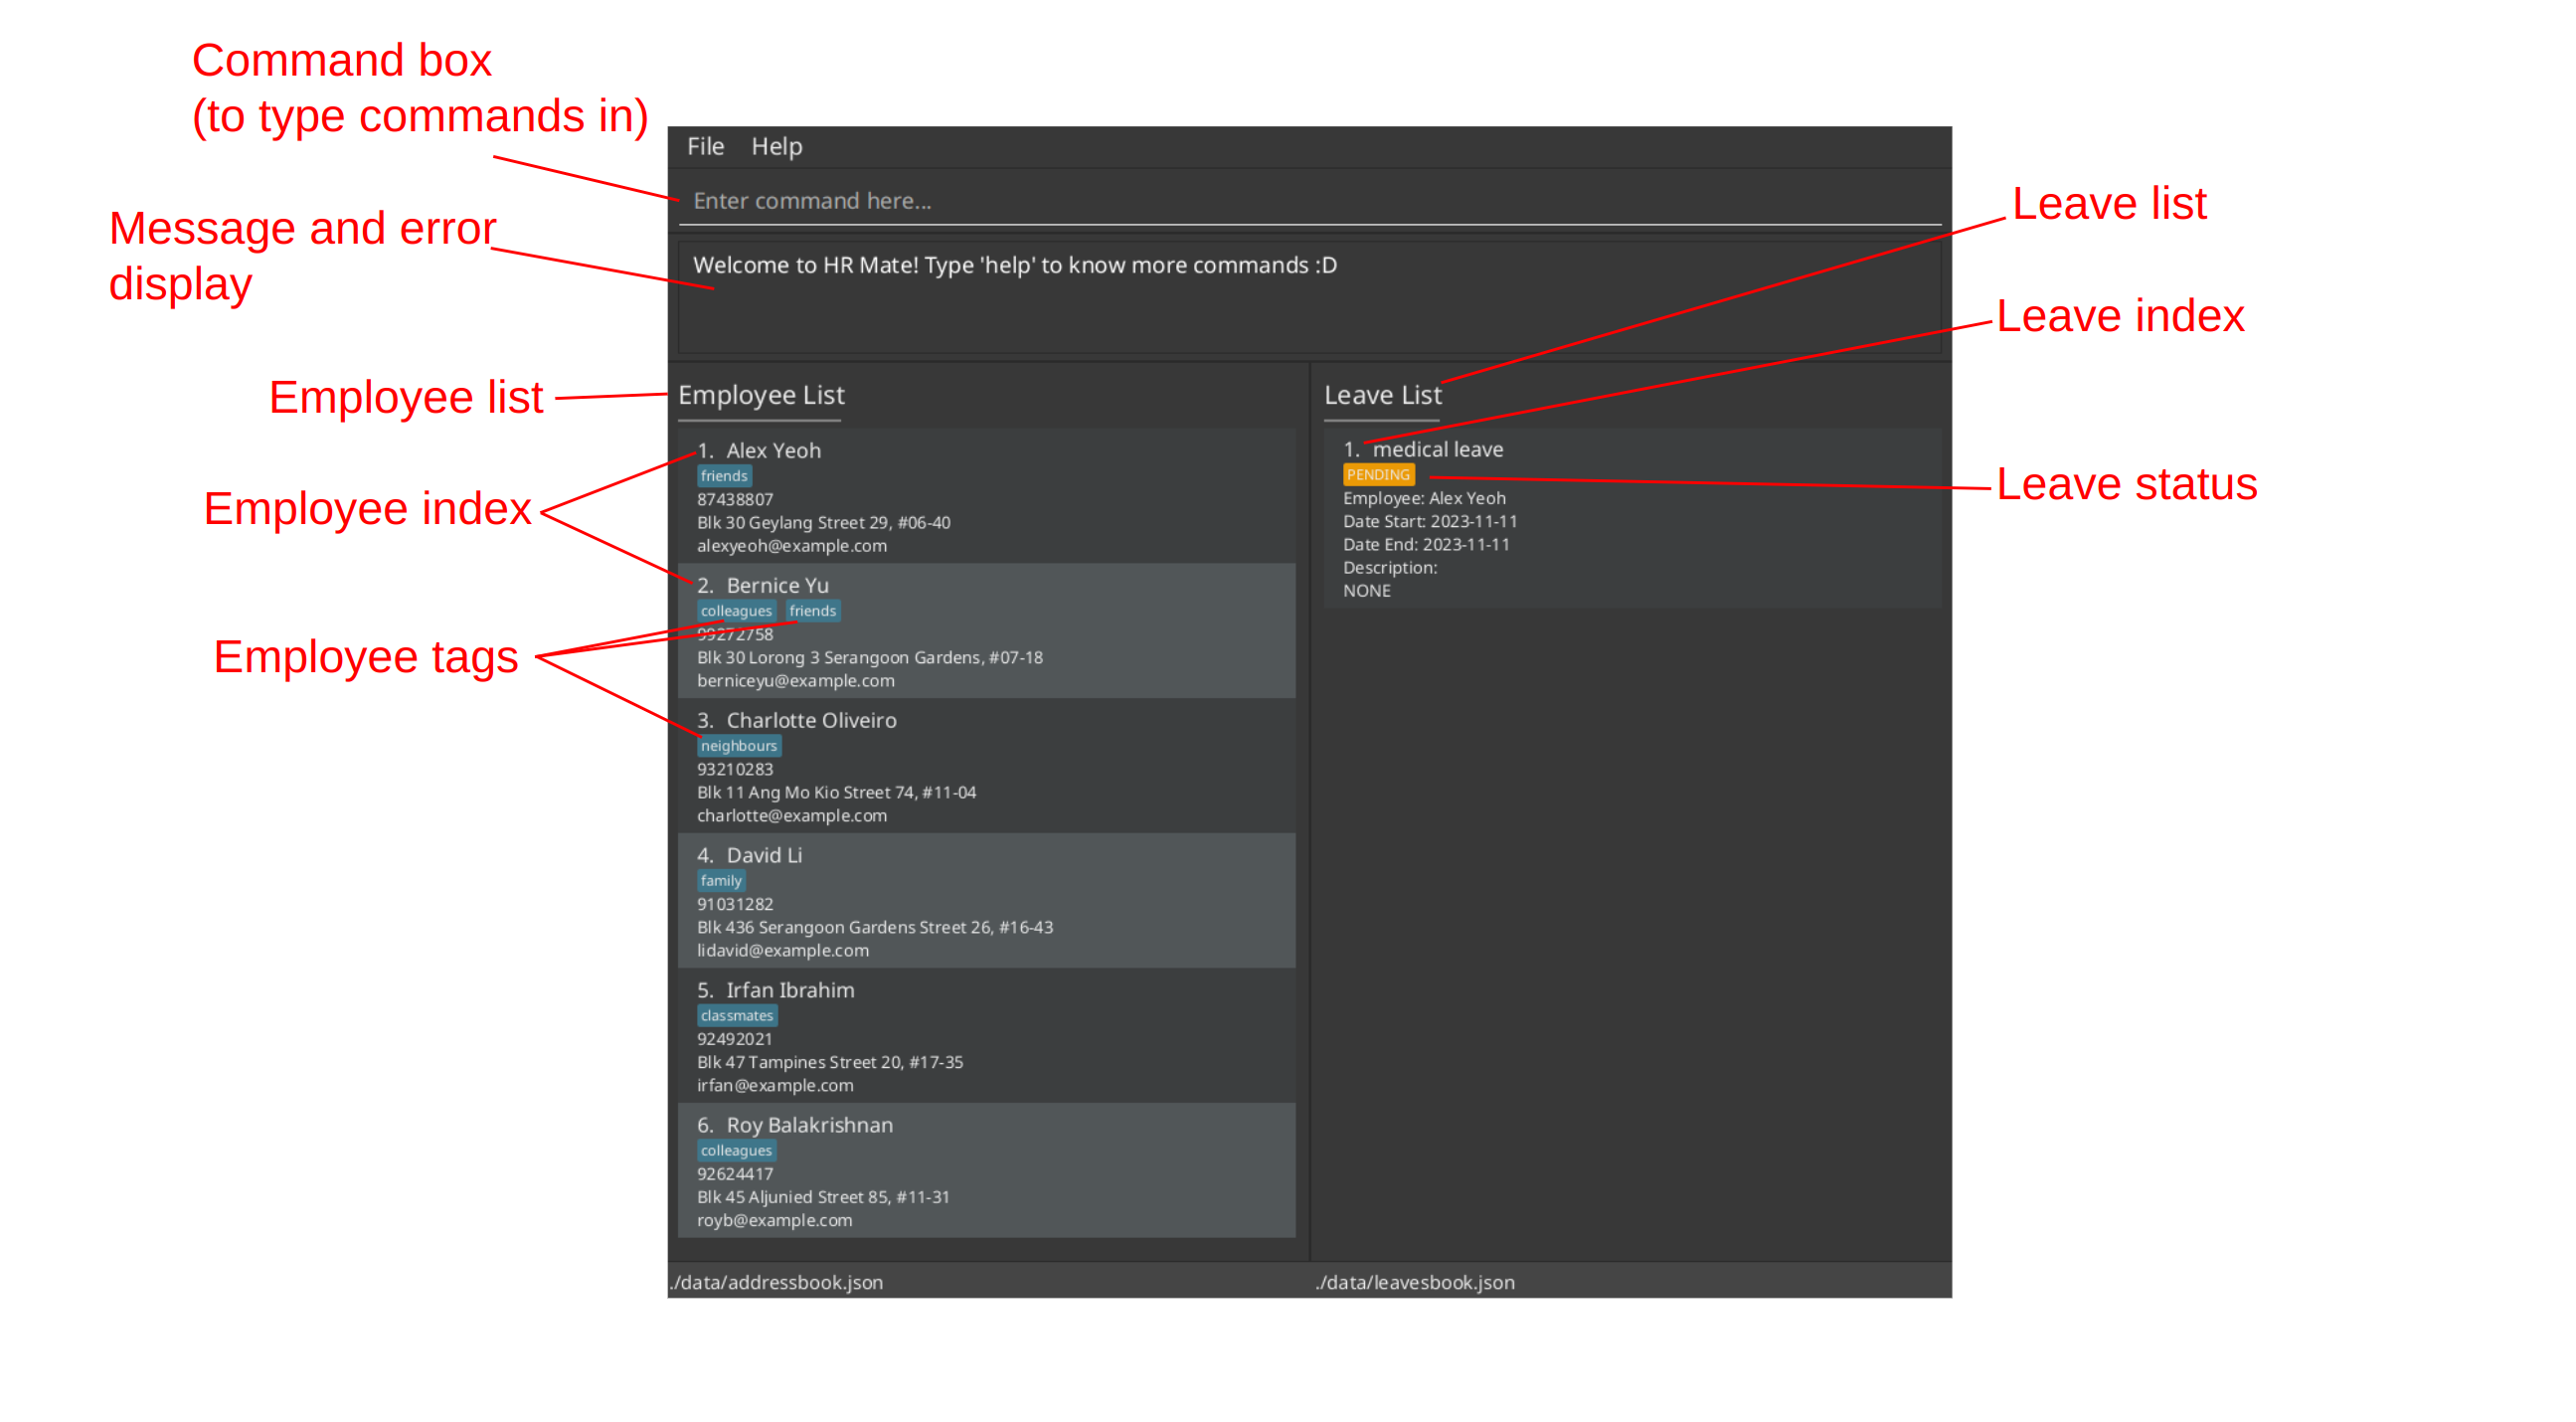 Command box
(to type commands in)
Message and error
display
Employee list
Employee index
Employee tags
File Help
Enter command here...
Welcome to HR Mate! Type 'help' to know more commands :D
Employee List
1. Alex Yeoh
friends
87438807
Blk 30 Geylang Street 29, #06-40
alexyeoh@example.com
2. Bernice Yu
colleagues friends
99272758
Blk 30 Lorong 3 Serangoon Gardens, #07-18
berniceyu@example.com
3. Charlotte Oliveiro
neighbours
93210283
Blk 11 Ang Mo Kio Street 74, #11-04
charlotte@example.com
4. David Li
family
91031282
Blk 436 Serangoon Gardens Street 26, #16-43
lidavid@example.com
5. Irfan Ibrahim
classmates
92492021
Blk 47 Tampines Street 20, #17-35
irfan@example.com
6. Roy Balakrishnan
colleagues
92624417
Blk 45 Aljunied Street 85, #11-31
royb@example.com
./data/addressbook.json
Leave List
1. medical leave
PENDING
Employee: Alex Yeoh
Date Start: 2023-11-11
Date End: 2023-11-11
Description:
NONE
./data/leavesbook.json
Leave list
Leave index
Leave status